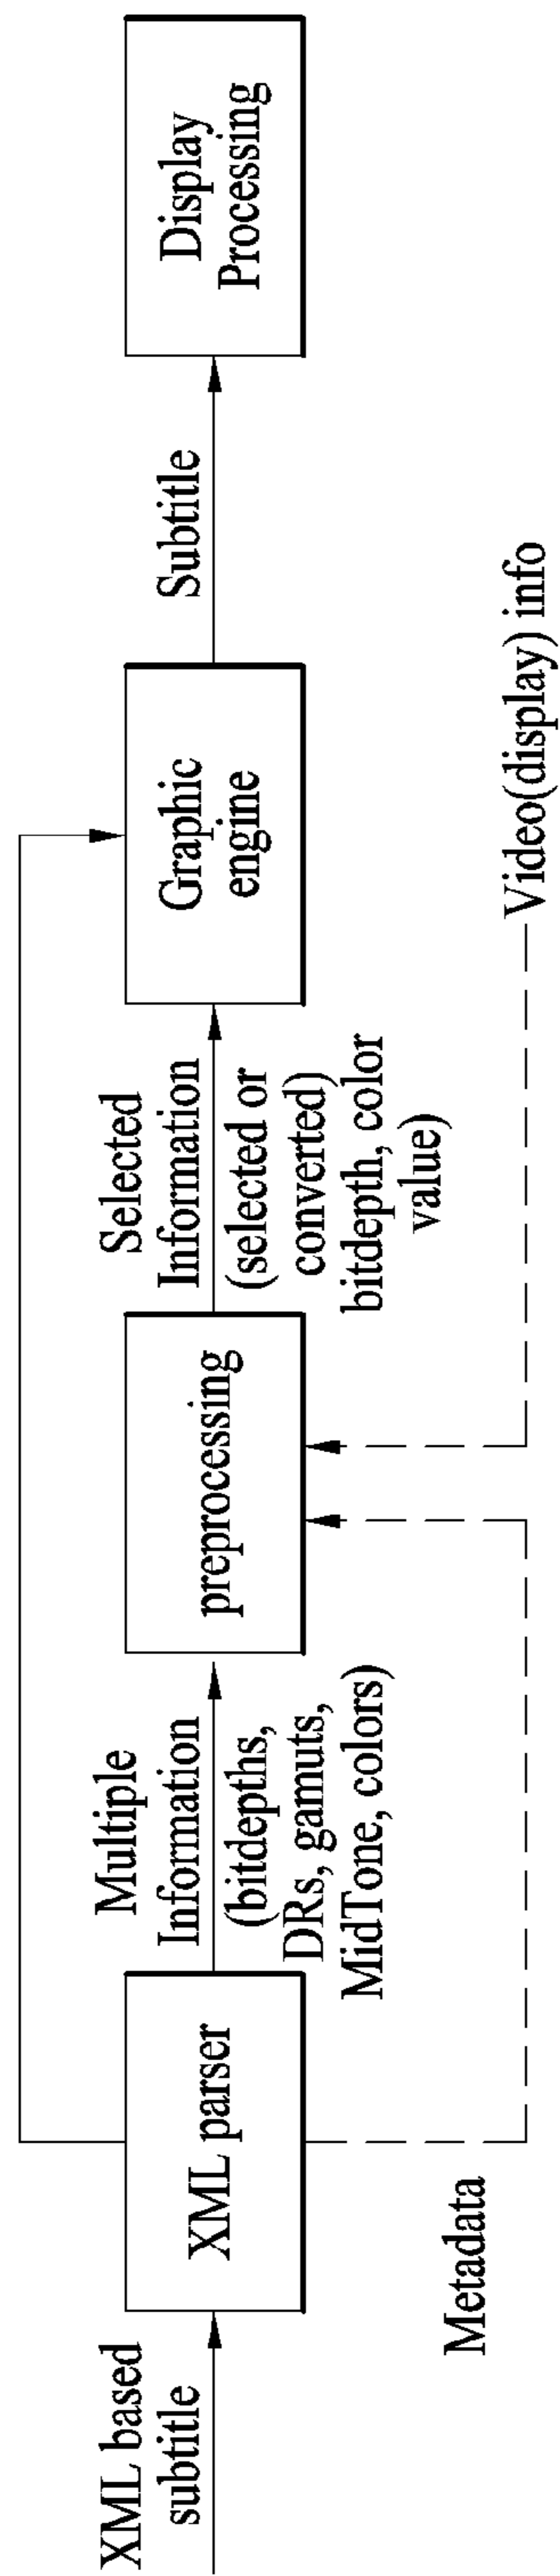 XML based
subtitle
XML parser
Multiple
Information
(bitdepths,
DRs, gamuts,
MidTone, colors)
Metadata
preprocessing
Selected
Information
(selected or
converted)
bitdepth, color
value)
Video(display) info
Graphic
engine
Subtitle
Display
Processing